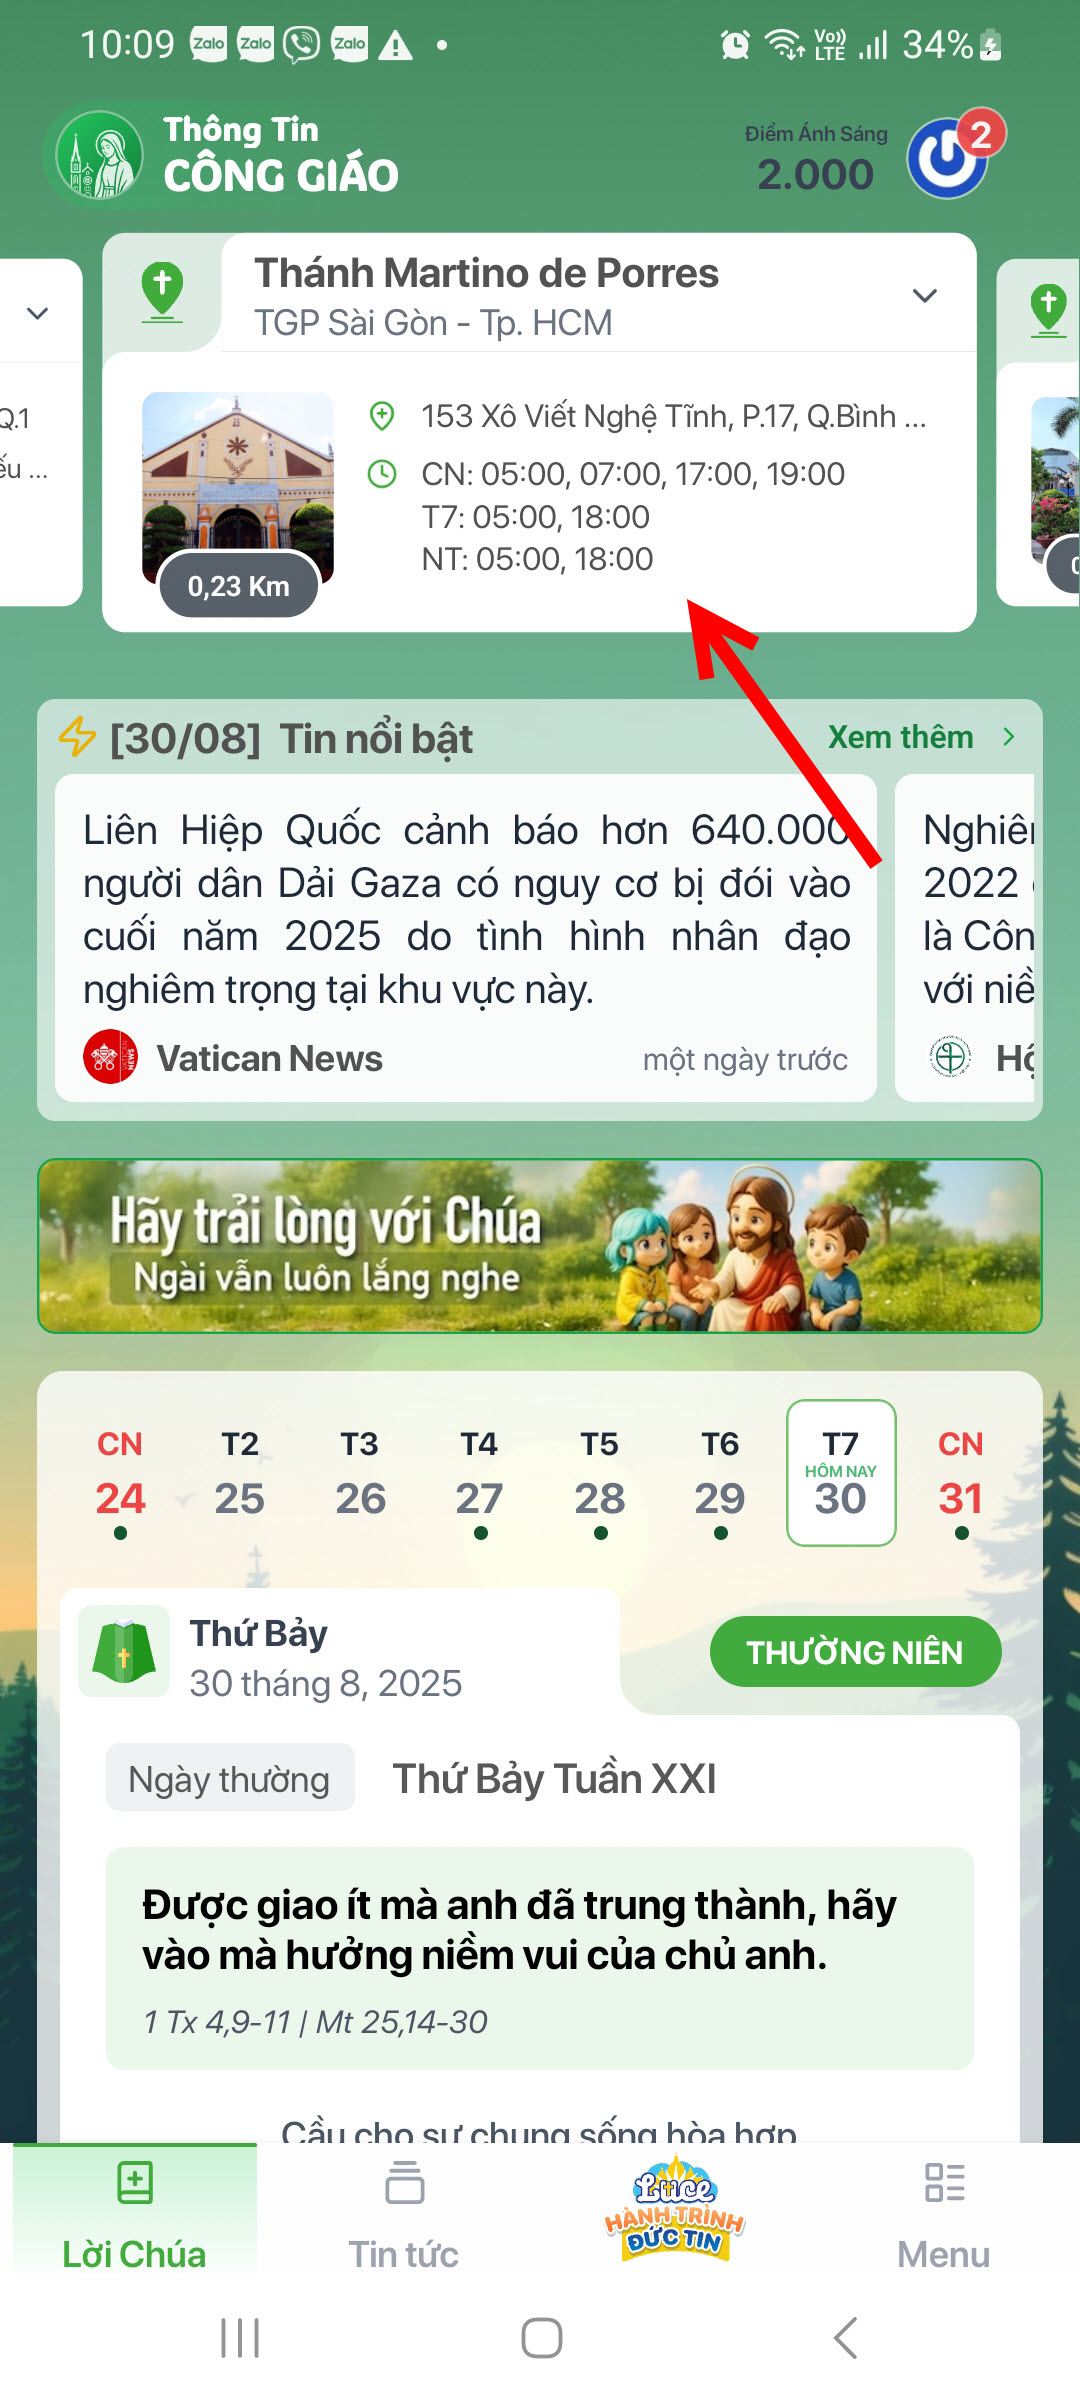 10:09 Zalo Zalo Zalo Vo)) LTE 34%
Thông Tin
CÔNG GIÁO
Điểm Ánh Sáng
2.000
2
Thánh Martino de Porres
TGP Sài Gòn - Tp. HCM
Q.1
153 Xô Viết Nghệ Tĩnh, P.17, Q.Bình ...
CN: 05:00, 07:00, 17:00, 19:00
T7: 05:00, 18:00
NT: 05:00, 18:00
0,23 Km
[30/08] Tin nổi bật
Xem thêm
Liên Hiệp Quốc cảnh báo hơn 640.000
người dân Dải Gaza có nguy cơ bị đói vào
cuối năm 2025 do tình hình nhân đạo
nghiêm trọng tại khu vực này.
Vatican News
một ngày trước
2022
là Côn
với niề
Hãy trải lòng với Chúa
Ngài vẫn luôn lắng nghe
CN T2 T3 T4 T5 T6 T7 CN
HÔM NAY
24 25 26 27 28 29 30 31
Thứ Bảy
30 tháng 8, 2025
THƯỜNG NIÊN
Ngày thường
Thứ Bảy Tuần XXI
Được giao ít mà anh đã trung thành, hãy
vào mà hưởng niềm vui của chủ anh.
1 Tx 4,9-11 | Mt 25,14-30
Cầu cho sự chung sống hòa hợp
Luce
HÀNH TRÌNH
ĐỨC TIN
Lời Chúa
Tin tức
Menu